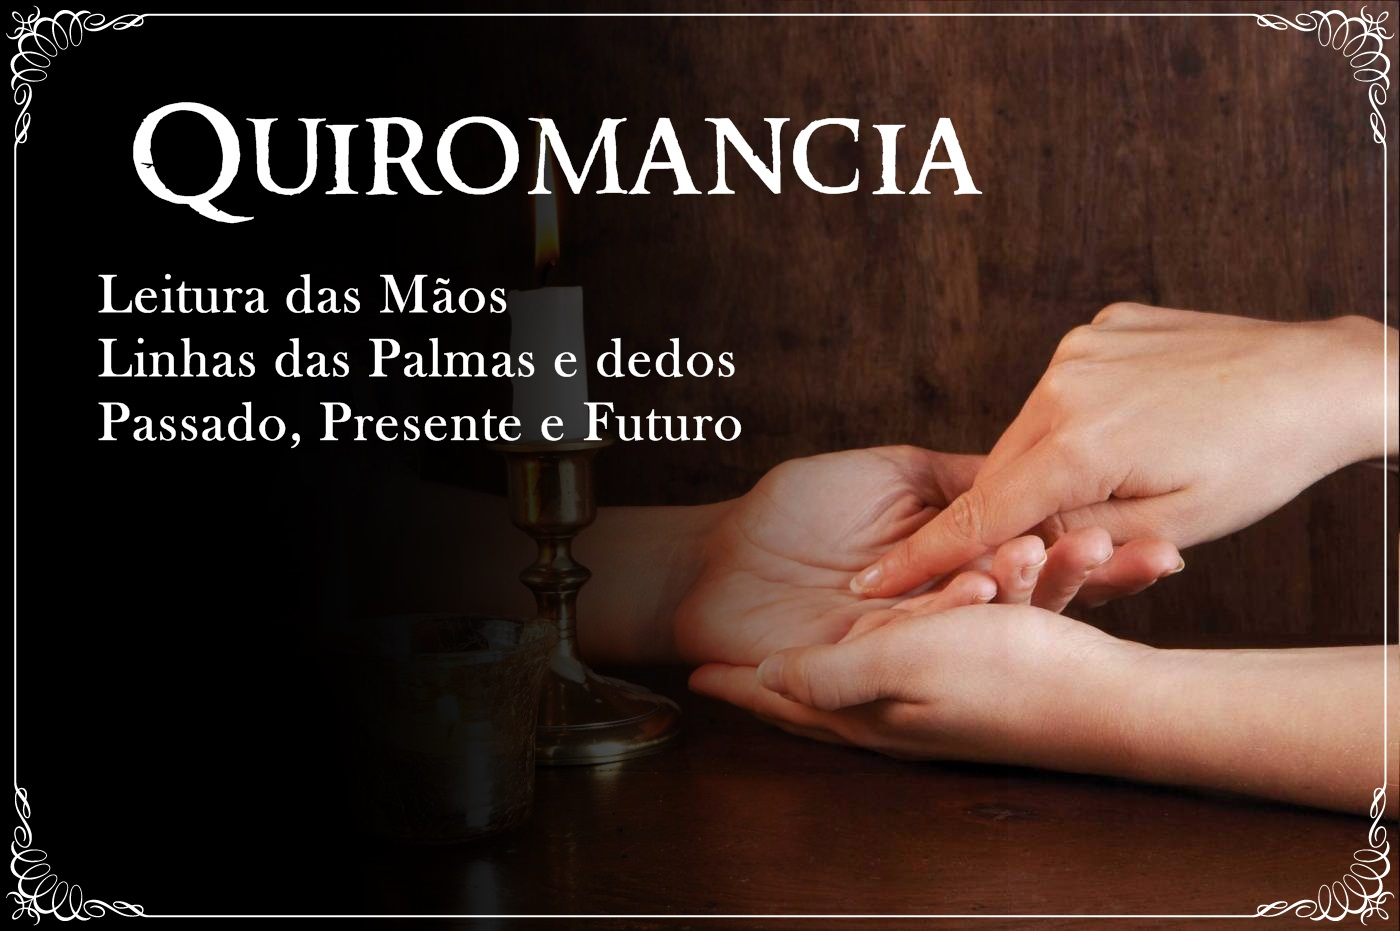 Quiromancia
Leitura das Mãos
Linhas das Palmas e dedos
Passado, Presente e Futuro